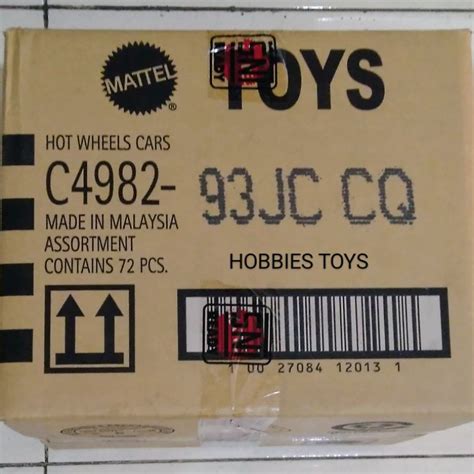 MATTEL ®
TOYS
HOT WHEELS CARS
C4982- 93JC CQ
MADE IN MALAYSIA
ASSORTMENT
CONTAINS 72 PCS.
HOBBIES TOYS
1 00 27084 12013 1